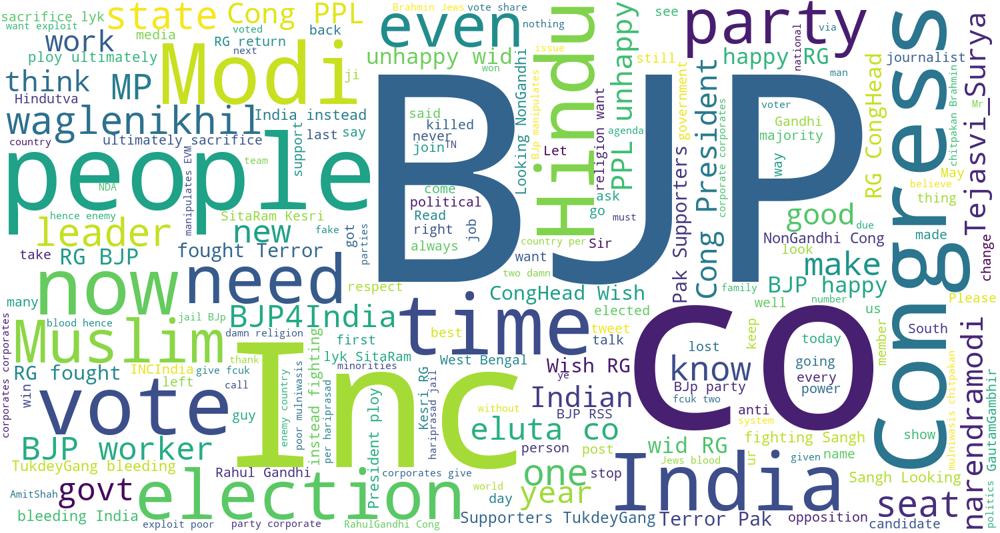 sacrifice lyk
want exploit
state
Cong PPL
Brahmin Jews
vote share
even
nothing
see
party
via
work
media
voted
RG return
next
back
ploy ultimately
Modi
ji
unhappy wid
issue
won
Hindu
PPL unhappy
still
happy RG
national
man
journalist
Congress
Tejasvi_Surya
think
MP
Hindutva
waglenikhil
India instead
country
ultimately sacrifice
last
say
support
people
team
NDA
BJP
said
killed
never
join
TN
come
political
Read
right
job
always
Looking NonGandhi
BJp manipulates
Let
religion want
agenda
ask
go
must
government
Pak Supporters
Cong President
corporate corporates
voter
Gandhi
majority
way
RG CongHead
chitpakan Brahmin
Mr
May
believe
thing
hence enemy
manipulates EVM
SitaRam Kesri
leader
new
fake
got
parties
take
RG BJP
fought Terror
country per
Sir
want
two damn
good
due
NonGandhi Cong
made
look
change
now
need
respect
CongHead Wish
family
BJP happy
make
number
well
us
Please
many
jail BJp
BJP4India
time
elected
blood hence
damn religion
corporates corporates
Muslim
first
best
tweet
talk
keep
member
South
narendramodi
GautamGambhir
politics
lyk SitaRam
thank
minorities
West Bengal
Wish RG
ye
co
lost
know
today
going
every
power
BJp party
fcuk two
RG fought
INCIndia
give fcuk
left
call
win
vote
guy
Inc
enemy country
poor mulniwasis
instead fighting
per hariprasad
President ploy
Kesri RG
hariprasad jail
without
Indian
BJP RSS
anti
system
fighting Sangh
mulniwasis chitpakan
show
BJP worker
eluta co
person
post
wid RG
Jews blood
ur
given
name
TukdeyGang bleeding
Rahul Gandhi
corporates give
one
stop
India
Sangh Looking
AmitShah
govt
election
world
day
year
seat
bleeding India
exploit poor
party corporate
RahulGandhi Cong
Supporters TukdeyGang
Terror Pak
opposition
candidate